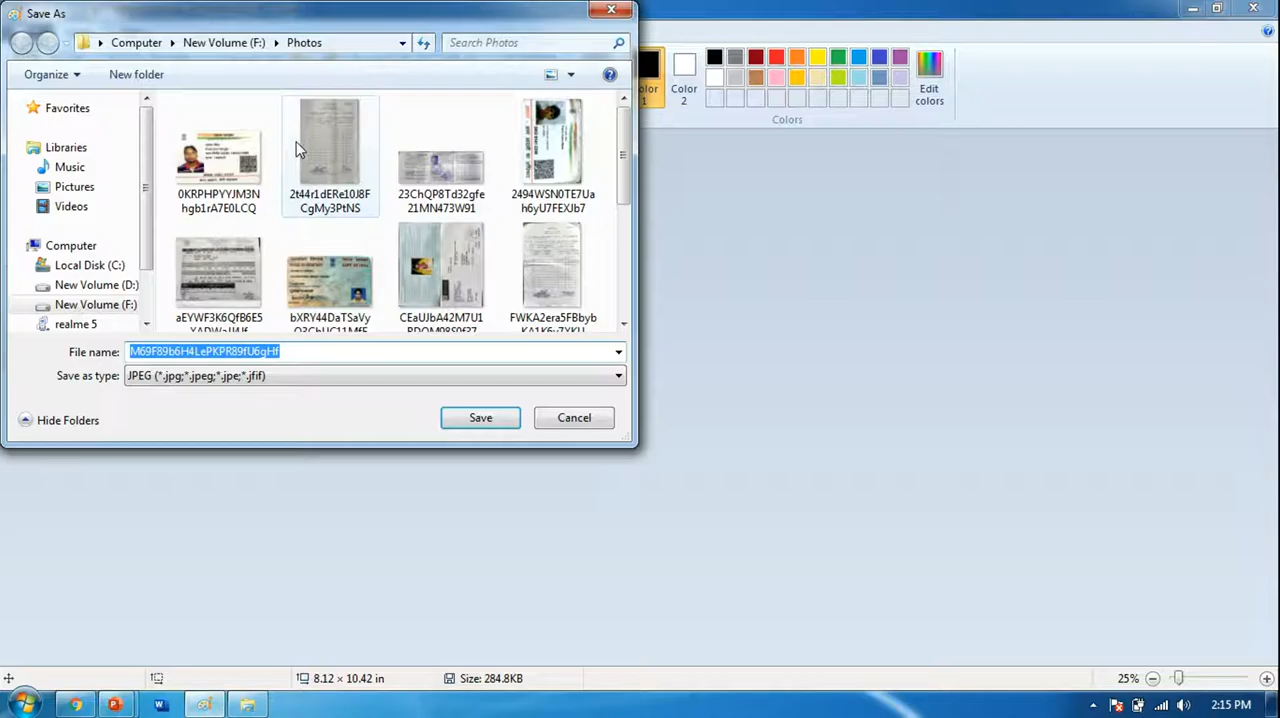 Save As
Computer
New Volume (F:)
Photos
Search Photos
Organize
New folder
Favorites
Libraries
Music
Pictures
Videos
Computer
Local Disk (C:)
New Volume (D:)
New Volume (F:)
realme 5
0KRPHPYYJM3N
hgb1rA7E0LCQ
2t44r1dERe10J8F
CgMy3PtNS
23ChQP8Td32gfe
21MN473W91
2494WSN0TE7Ua
h6yU7FEXJb7
aEYWF3K6QfB6E5
bXRY44DaTSaVy
CEaUJbA42M7U1
FWKA2era5FBbyb
File name:
M69F89b6H4LePKPR89fU6gHf
Save as type:
JPEG (*.jpg;*.jpeg;*.jpe;*.jfif)
Hide Folders
Save
Cancel
1
Color
2
Edit
colors
Colors
8.12 × 10.42 in
Size: 284.8KB
25%
2:15 PM